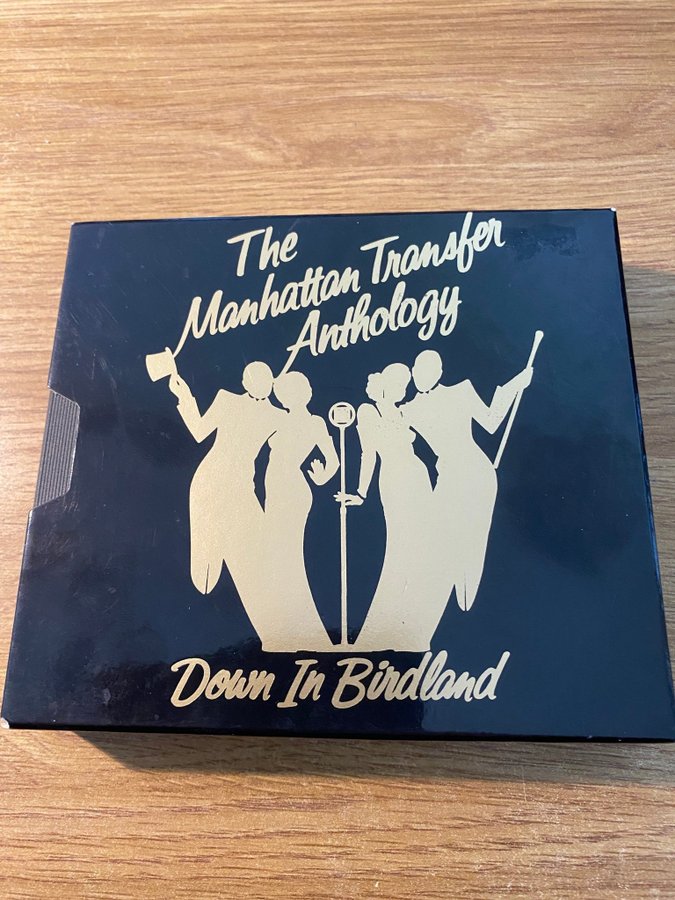 The
Manhattan Transfer
Anthology
Down In Birdland